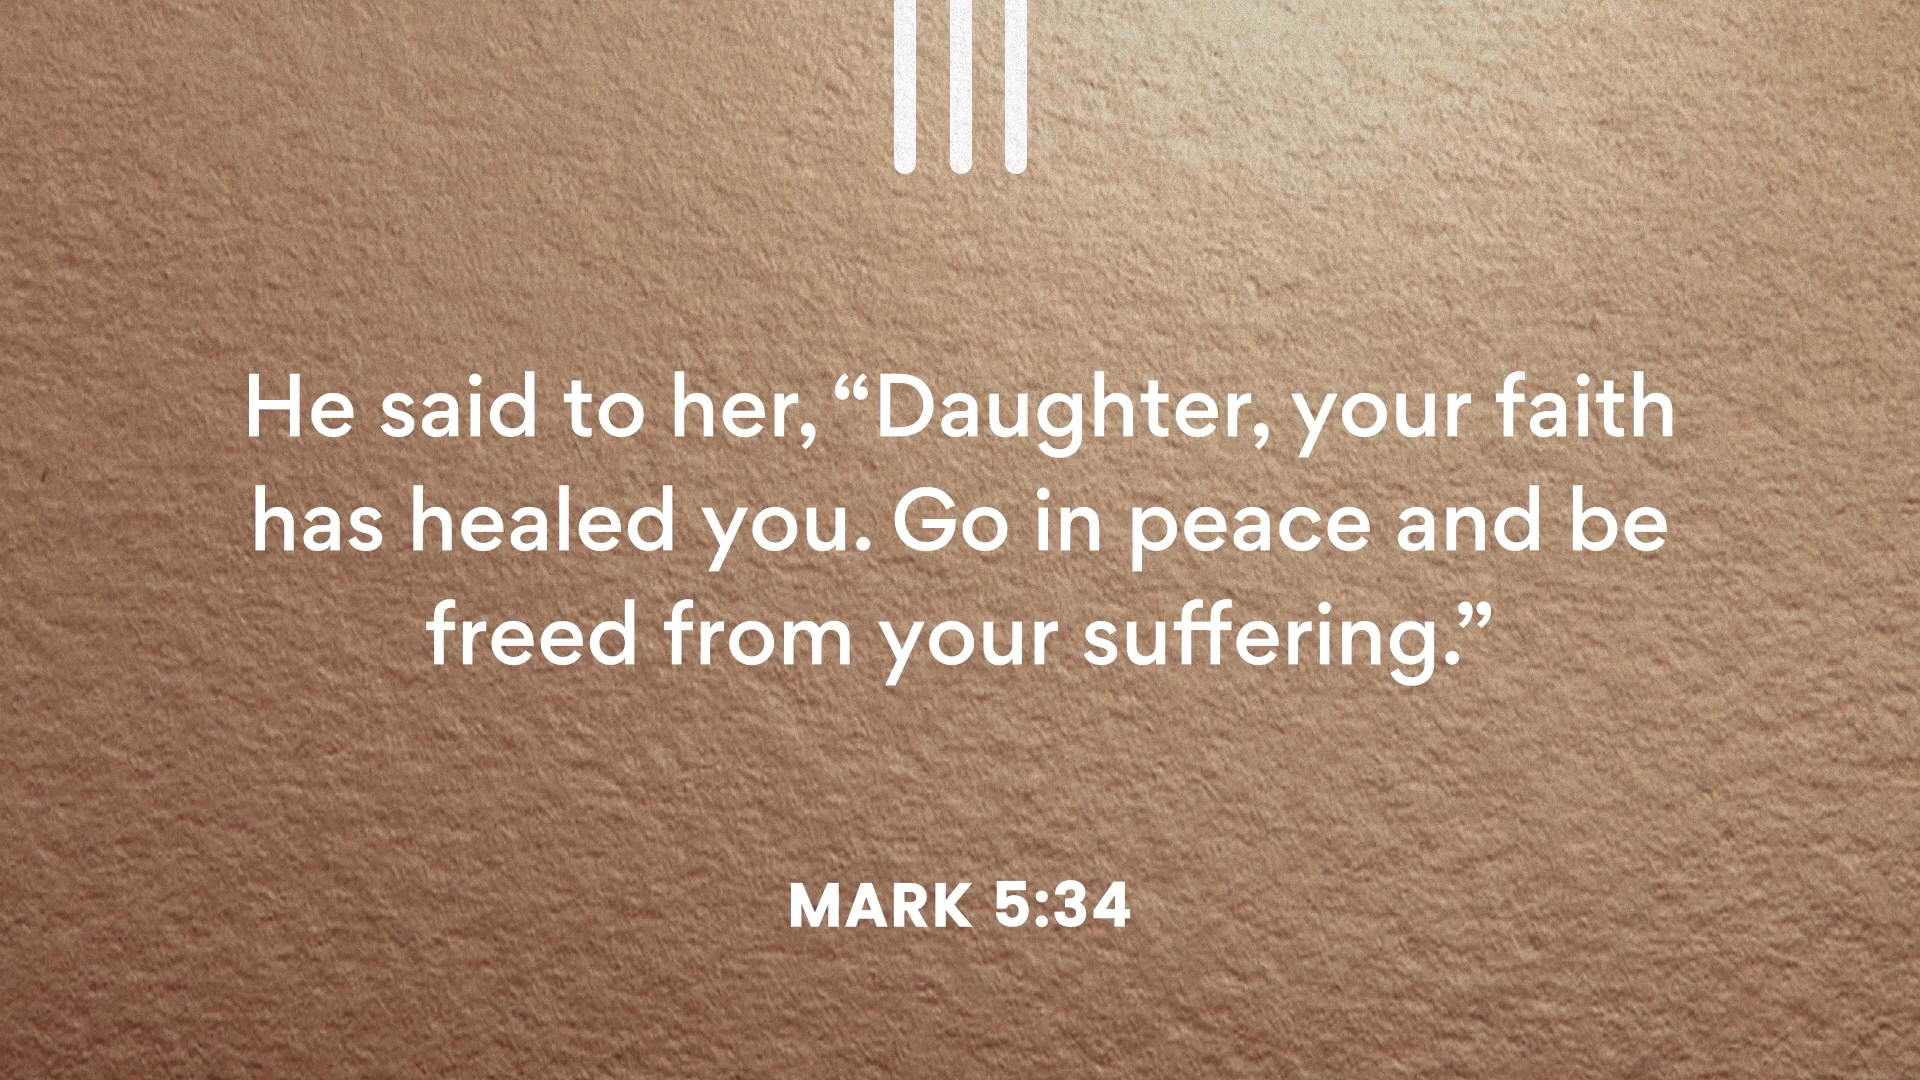 He said to her, “Daughter, your faith
has healed you. Go in peace and be
freed from your suffering.”
MARK 5:34